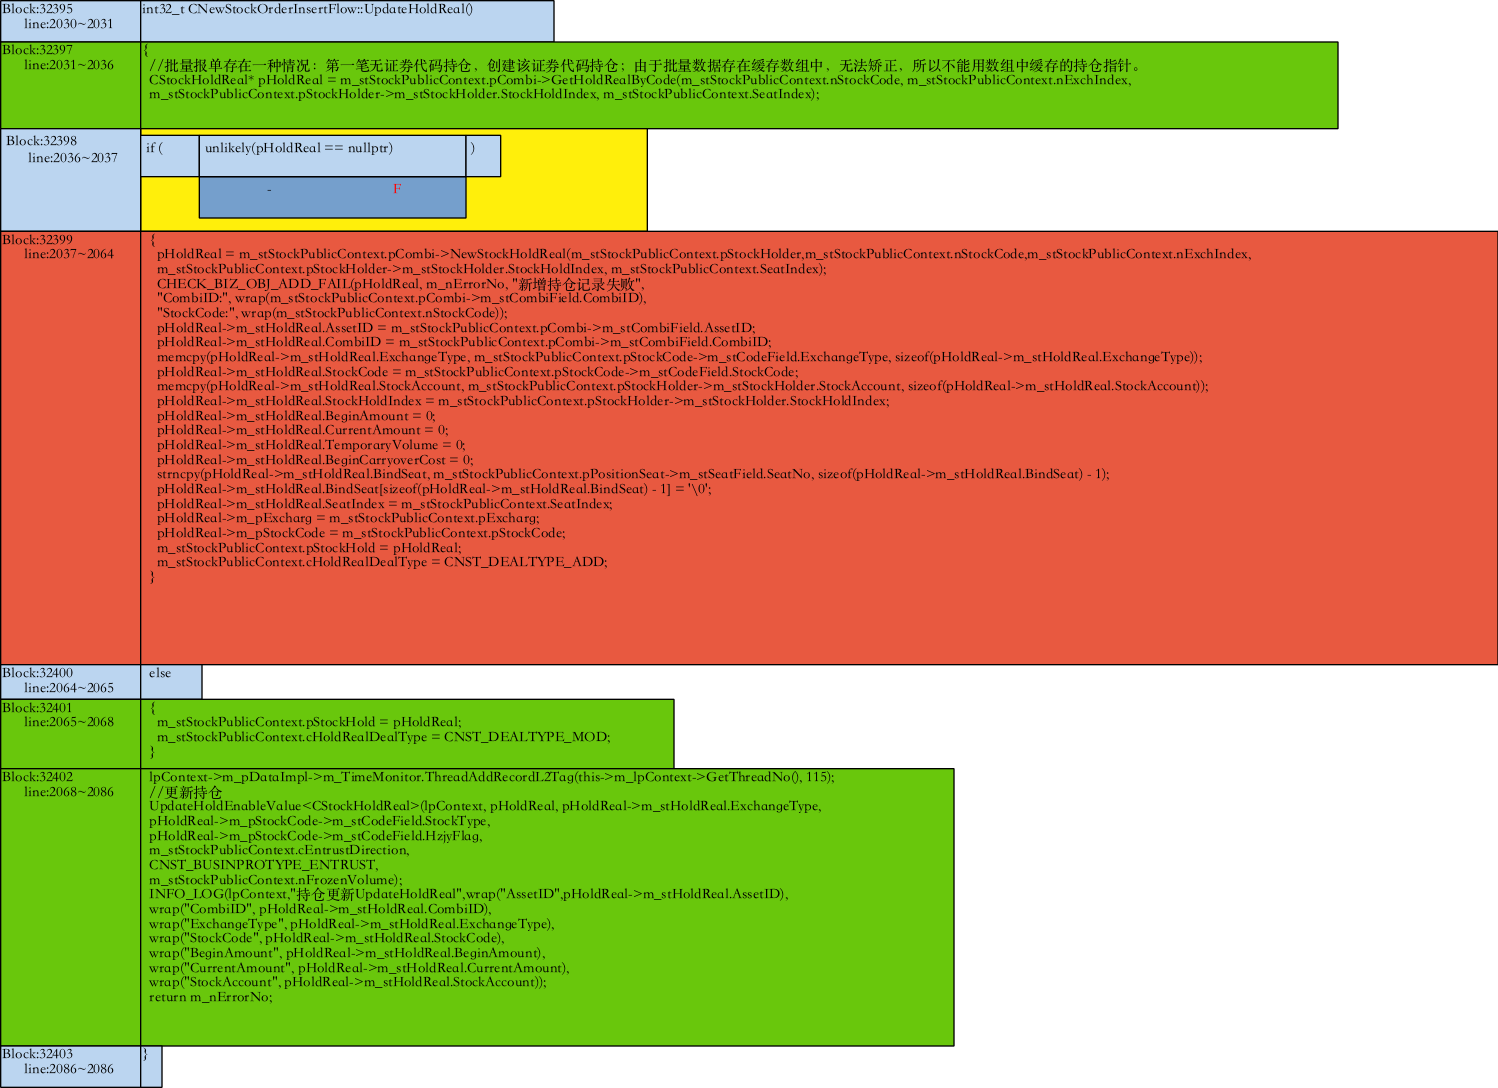 Block:32395
line:2030~2031
int32_t CNewStockOrderInsertFlow::UpdateHoldReal()
Block:32397
line:2031~2036
{
//批量报单存在一种情况：第一笔无证券代码持仓，创建该证券代码持仓；由于批量数据存在缓存数组中，无法矫正，所以不能用数组中缓存的持仓指针。
CStockHoldReal* pHoldReal = m_stStockPublicContext.pCombi->GetHoldRealByCode(m_stStockPublicContext.nStockCode, m_stStockPublicContext.nExchIndex,
m_stStockPublicContext.pStockHolder->m_stStockHolder.StockHoldIndex, m_stStockPublicContext.SeatIndex);
Block:32398
line:2036~2037
if ( unlikely(pHoldReal == nullptr) )
- F
Block:32399
line:2037~2064
{
pHoldReal = m_stStockPublicContext.pCombi->NewStockHoldReal(m_stStockPublicContext.pStockHolder,m_stStockPublicContext.nStockCode,m_stStockPublicContext.nExchIndex,
m_stStockPublicContext.pStockHolder->m_stStockHolder.StockHoldIndex, m_stStockPublicContext.SeatIndex);
CHECK_BIZ_OBJ_ADD_FAIL(pHoldReal, m_nErrorNo, "新增持仓记录失败",
"CombiID:", wrap(m_stStockPublicContext.pCombi->m_stCombiField.CombiID),
"StockCode:", wrap(m_stStockPublicContext.nStockCode));
pHoldReal->m_stHoldReal.AssetID = m_stStockPublicContext.pCombi->m_stCombiField.AssetID;
pHoldReal->m_stHoldReal.CombiID = m_stStockPublicContext.pCombi->m_stCombiField.CombiID;
memcpy(pHoldReal->m_stHoldReal.ExchangeType, m_stStockPublicContext.pStockCode->m_stCodeField.ExchangeType, sizeof(pHoldReal->m_stHoldReal.ExchangeType));
pHoldReal->m_stHoldReal.StockCode = m_stStockPublicContext.pStockCode->m_stCodeField.StockCode;
memcpy(pHoldReal->m_stHoldReal.StockAccount, m_stStockPublicContext.pStockHolder->m_stStockHolder.StockAccount, sizeof(pHoldReal->m_stHoldReal.StockAccount));
pHoldReal->m_stHoldReal.StockHoldIndex = m_stStockPublicContext.pStockHolder->m_stStockHolder.StockHoldIndex;
pHoldReal->m_stHoldReal.BeginAmount = 0;
pHoldReal->m_stHoldReal.CurrentAmount = 0;
pHoldReal->m_stHoldReal.TemporaryVolume = 0;
pHoldReal->m_stHoldReal.BeginCarryoverCost = 0;
strncpy(pHoldReal->m_stHoldReal.BindSeat, m_stStockPublicContext.pPositionSeat->m_stSeatField.SeatNo, sizeof(pHoldReal->m_stHoldReal.BindSeat) - 1);
pHoldReal->m_stHoldReal.BindSeat[sizeof(pHoldReal->m_stHoldReal.BindSeat) - 1] = '\0';
pHoldReal->m_stHoldReal.SeatIndex = m_stStockPublicContext.SeatIndex;
pHoldReal->m_pExcharg = m_stStockPublicContext.pExcharg;
pHoldReal->m_pStockCode = m_stStockPublicContext.pStockCode;
m_stStockPublicContext.pStockHold = pHoldReal;
m_stStockPublicContext.cHoldRealDealType = CNST_DEALTYPE_ADD;
}
Block:32400
line:2064~2065
else
Block:32401
line:2065~2068
{
m_stStockPublicContext.pStockHold = pHoldReal;
m_stStockPublicContext.cHoldRealDealType = CNST_DEALTYPE_MOD;
}
Block:32402
line:2068~2086
lpContext->m_pDataImpl->m_TimeMonitor.ThreadAddRecordL2Tag(this->m_lpContext->GetThreadNo(), 115);
//更新持仓
UpdateHoldEnableValue<CStockHoldReal>(lpContext, pHoldReal, pHoldReal->m_stHoldReal.ExchangeType,
pHoldReal->m_pStockCode->m_stCodeField.StockType,
pHoldReal->m_pStockCode->m_stCodeField.HzjyFlag,
m_stStockPublicContext.cEntrustDirection,
CNST_BUSINPROTYPE_ENTRUST,
m_stStockPublicContext.nFrozenVolume);
INFO_LOG(lpContext,"持仓更新UpdateHoldReal",wrap("AssetID",pHoldReal->m_stHoldReal.AssetID),
wrap("CombiID", pHoldReal->m_stHoldReal.CombiID),
wrap("ExchangeType", pHoldReal->m_stHoldReal.ExchangeType),
wrap("StockCode", pHoldReal->m_stHoldReal.StockCode),
wrap("BeginAmount", pHoldReal->m_stHoldReal.BeginAmount),
wrap("CurrentAmount", pHoldReal->m_stHoldReal.CurrentAmount),
wrap("StockAccount", pHoldReal->m_stHoldReal.StockAccount));
return m_nErrorNo;
Block:32403
line:2086~2086
}